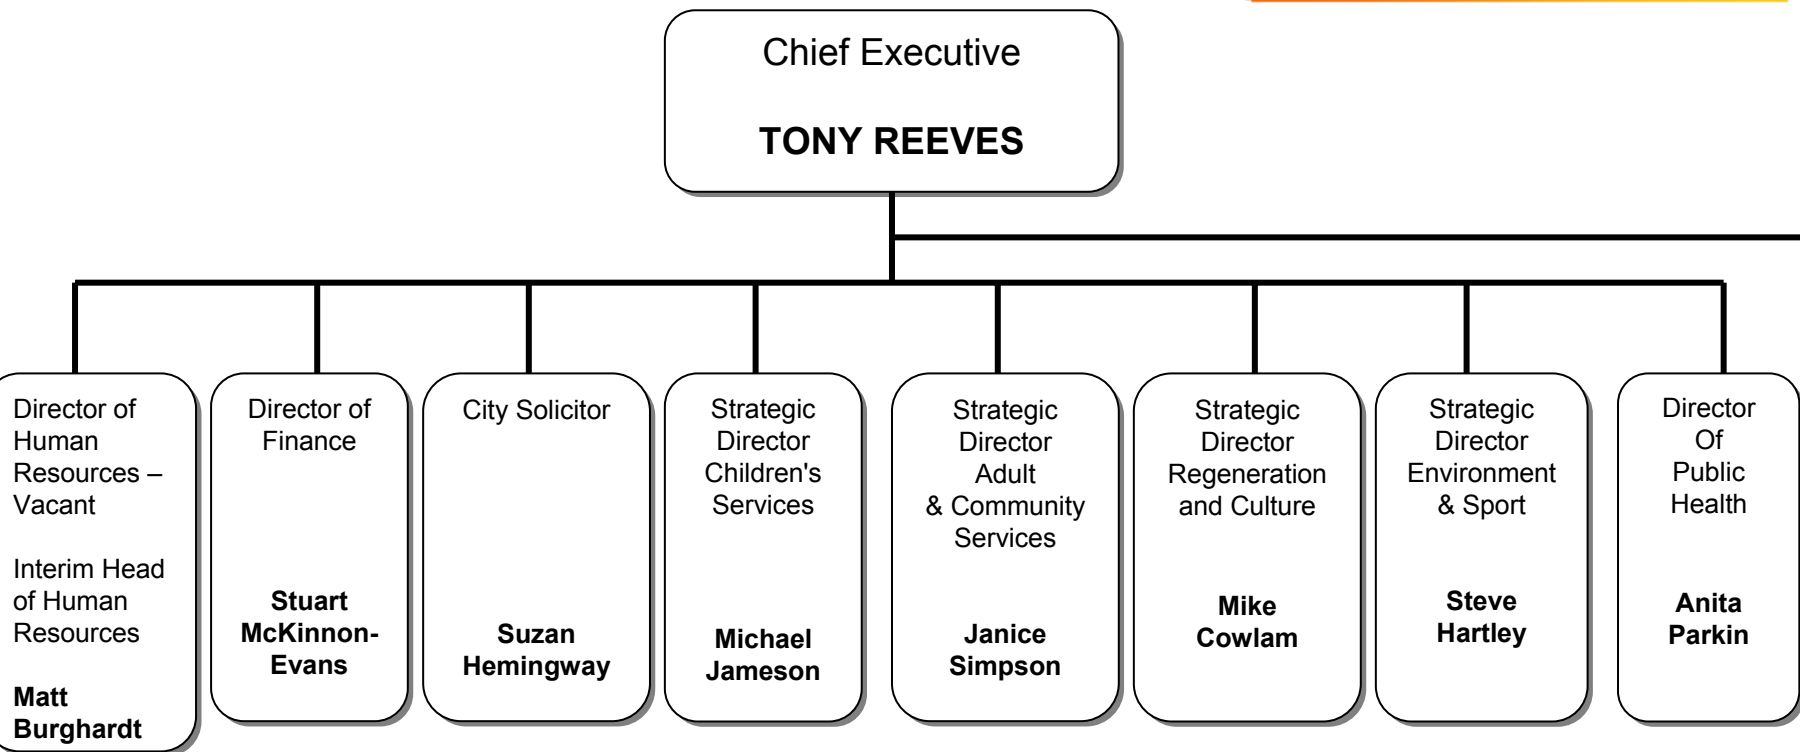 Chief Executive
TONY REEVES
Director of
Human
Resources –
Vacant
Interim Head
of Human
Resources
Matt
Burghardt
Director of
Finance
Stuart
McKinnon-
Evans
City Solicitor
Suzan
Hemingway
Strategic
Director
Children's
Services
Michael
Jameson
Strategic
Director
Adult
& Community
Services
Janice
Simpson
Strategic
Director
Regeneration
and Culture
Mike
Cowlam
Strategic
Director
Environment
& Sport
Steve
Hartley
Director
Of
Public
Health
Anita
Parkin